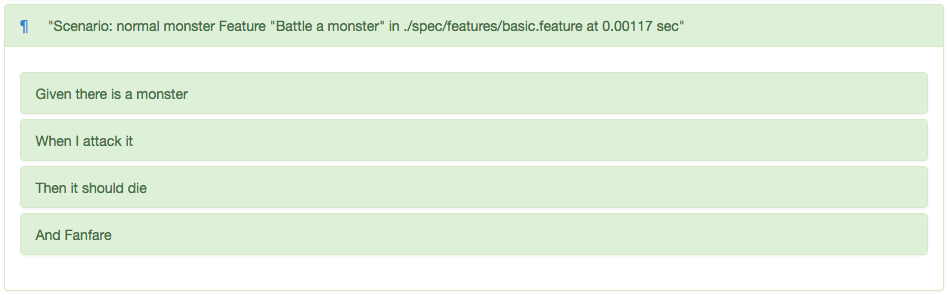 ¶ "Scenario: normal monster Feature "Battle a monster" in ./spec/features/basic.feature at 0.00117 sec"
Given there is a monster
When I attack it
Then it should die
And Fanfare